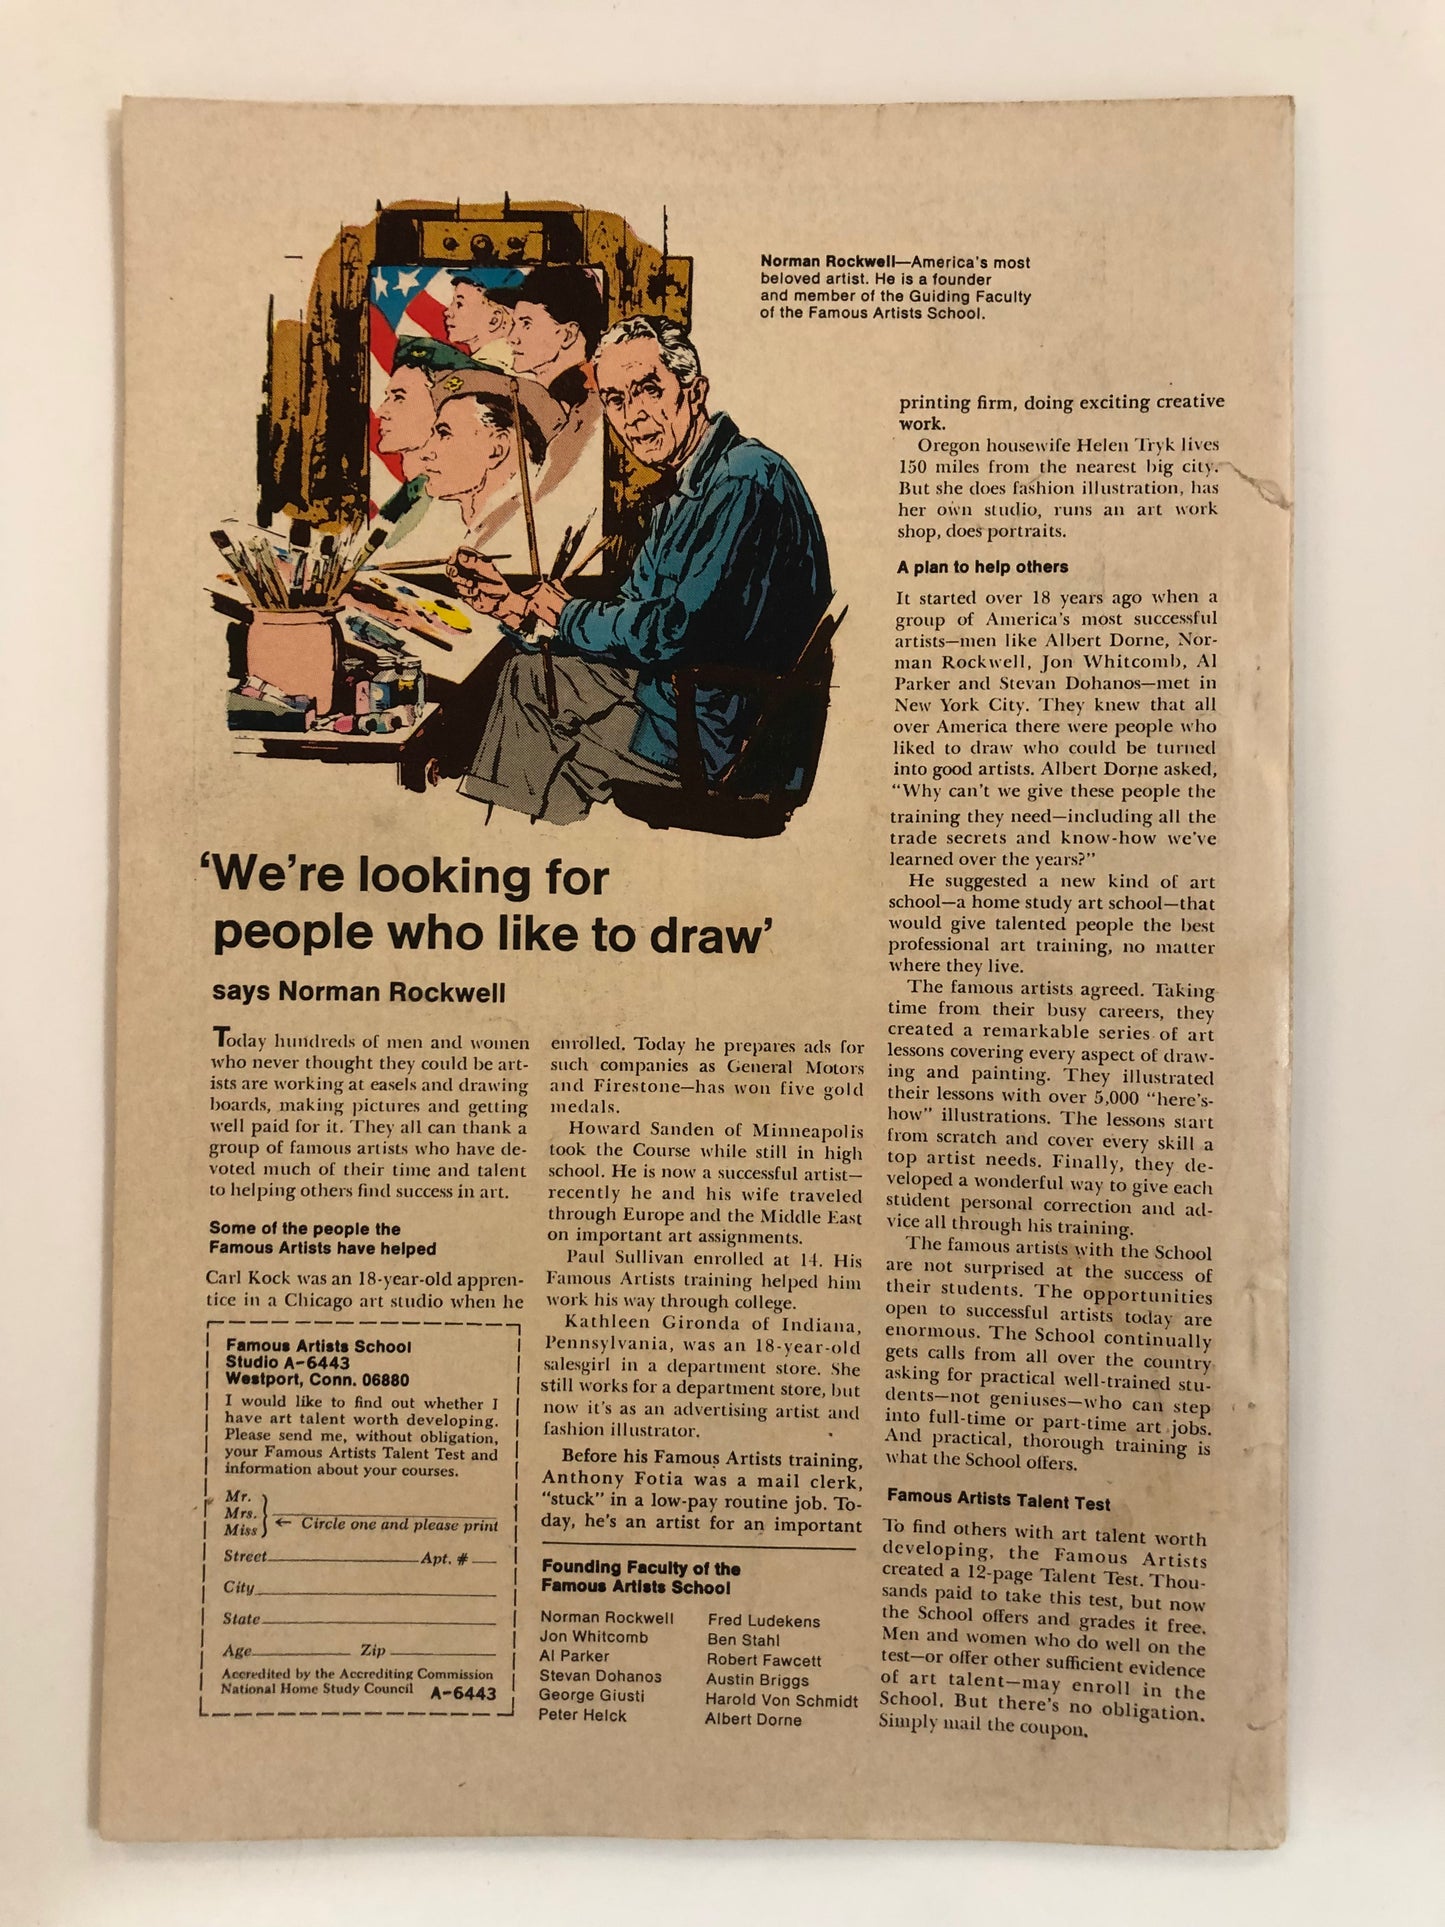 Norman Rockwell—America's most
beloved artist. He is a founder
and member of the Guiding Faculty
of the Famous Artists School.
'We're looking for
people who like to draw'
says Norman Rockwell
Today hundreds of men and women
who never thought they could be art-
ists are working at easels and drawing
boards, making pictures and getting
well paid for it. They all can thank a
group of famous artists who have de-
voted much of their time and talent
to helping others find success in art.
Some of the people the
Famous Artists have helped
Carl Kock was an 18-year-old appren-
tice in a Chicago art studio when he
enrolled. Today he prepares ads for
such companies as General Motors
and Firestone—has won five gold
medals.
Howard Sanden of Minneapolis
took the Course while still in high
school. He is now a successful artist—
recently he and his wife traveled
through Europe and the Middle East
on important art assignments.
Paul Sullivan enrolled at 14. His
Famous Artists training helped him
work his way through college.
Kathleen Gironda of Indiana,
Pennsylvania, was an 18-year-old
salesgirl in a department store. She
still works for a department store, but
now it's as an advertising artist and
fashion illustrator.
Before his Famous Artists training,
Anthony Fotia was a mail clerk,
"stuck" in a low-pay routine job. To-
day, he's an artist for an important
printing firm, doing exciting creative
work.
Oregon housewife Helen Tryk lives
150 miles from the nearest big city.
But she does fashion illustration, has
her own studio, runs an art work
shop, does portraits.
A plan to help others
It started over 18 years ago when a
group of America's most successful
artists—men like Albert Dorne, Nor-
man Rockwell, Jon Whitcomb, Al
Parker and Stevan Dohanos—met in
New York City. They knew that all
over America there were people who
liked to draw who could be turned
into good artists. Albert Dorne asked,
"Why can't we give these people the
training they need—including all the
trade secrets and know-how we've
learned over the years?"
He suggested a new kind of art
school—a home study art school—that
would give talented people the best
professional art training, no matter
where they live.
The famous artists agreed. Taking
time from their busy careers, they
created a remarkable series of art
lessons covering every aspect of draw-
ing and painting. They illustrated
their lessons with over 5,000 "here's-
how" illustrations. The lessons start
from scratch and cover every skill a
top artist needs. Finally, they de-
veloped a wonderful way to give each
student personal correction and ad-
vice all through his training.
The famous artists with the School
are not surprised at the success of
their students. The opportunities
open to successful artists today are
enormous. The School continually
gets calls from all over the country
asking for practical well-trained stu-
dents—not geniuses—who can step
into full-time or part-time art jobs.
And practical, thorough training is
what the School offers.
Famous Artists Talent Test
To find others with art talent worth
developing, the Famous Artists
created a 12-page Talent Test. Thou-
sands paid to take this test, but now
the School offers and grades it free.
Men and women who do well on the
test—or offer other sufficient evidence
of art talent—may enroll in the
School. But there's no obligation.
Simply mail the coupon.
Famous Artists School
Studio A-6443
Westport, Conn. 06880
I would like to find out whether I
have art talent worth developing.
Please send me, without obligation,
your Famous Artists Talent Test and
information about your courses.
Mr.
Mrs.
Miss ← Circle one and please print
Street Apt. #
City
State
Age Zip
Accredited by the Accrediting Commission
National Home Study Council A-6443
Founding Faculty of the
Famous Artists School
Norman Rockwell
Jon Whitcomb
Al Parker
Stevan Dohanos
George Giusti
Peter Helck
Fred Ludekens
Ben Stahl
Robert Fawcett
Austin Briggs
Harold Von Schmidt
Albert Dorne